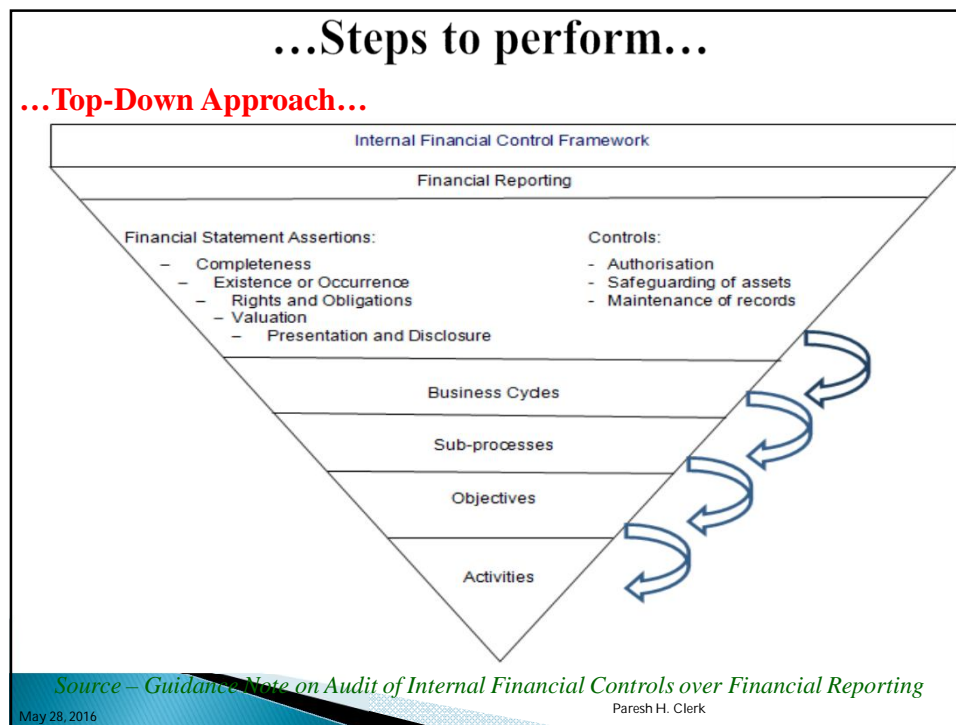 ...Steps to perform...
...Top-Down Approach...
Internal Financial Control Framework
Financial Reporting
Financial Statement Assertions:
– Completeness
– Existence or Occurrence
– Rights and Obligations
– Valuation
– Presentation and Disclosure
Controls:
- Authorisation
- Safeguarding of assets
- Maintenance of records
Business Cycles
Sub-processes
Objectives
Activities
Source – Guidance Note on Audit of Internal Financial Controls over Financial Reporting
May 28, 2016
Paresh H. Clerk